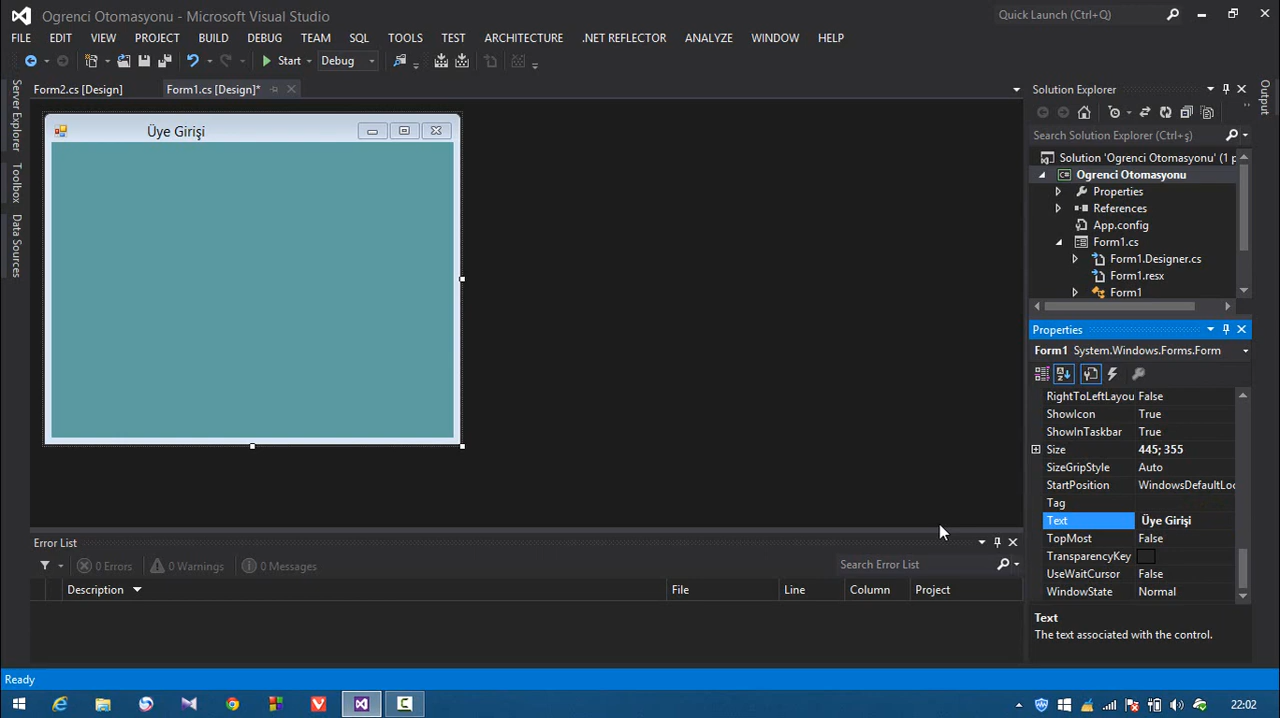 Ogrenci Otomasyonu - Microsoft Visual Studio
Quick Launch (Ctrl+Q)
FILE EDIT VIEW PROJECT BUILD DEBUG TEAM SQL TOOLS TEST ARCHITECTURE .NET REFLECTOR ANALYZE WINDOW HELP
Start Debug
Server Explorer
Toolbox
Data Sources
Form2.cs [Design]
Form1.cs [Design]*
Üye Girişi
Solution Explorer
Output
Search Solution Explorer (Ctrl+ş)
Solution 'Ogrenci Otomasyonu' (1 p
C# Ogrenci Otomasyonu
Properties
References
App.config
Form1.cs
Form1.Designer.cs
Form1.resx
Form1
Properties
Form1 System.Windows.Forms.Form
RightToLeftLayou False
ShowIcon True
ShowInTaskbar True
Size 445; 355
SizeGripStyle Auto
StartPosition WindowsDefaultLoc
Tag
Text Üye Girişi
TopMost False
TransparencyKey
UseWaitCursor False
WindowState Normal
Text
The text associated with the control.
Error List
0 Errors 0 Warnings 0 Messages
Search Error List
Description File Line Column Project
Ready
22:02